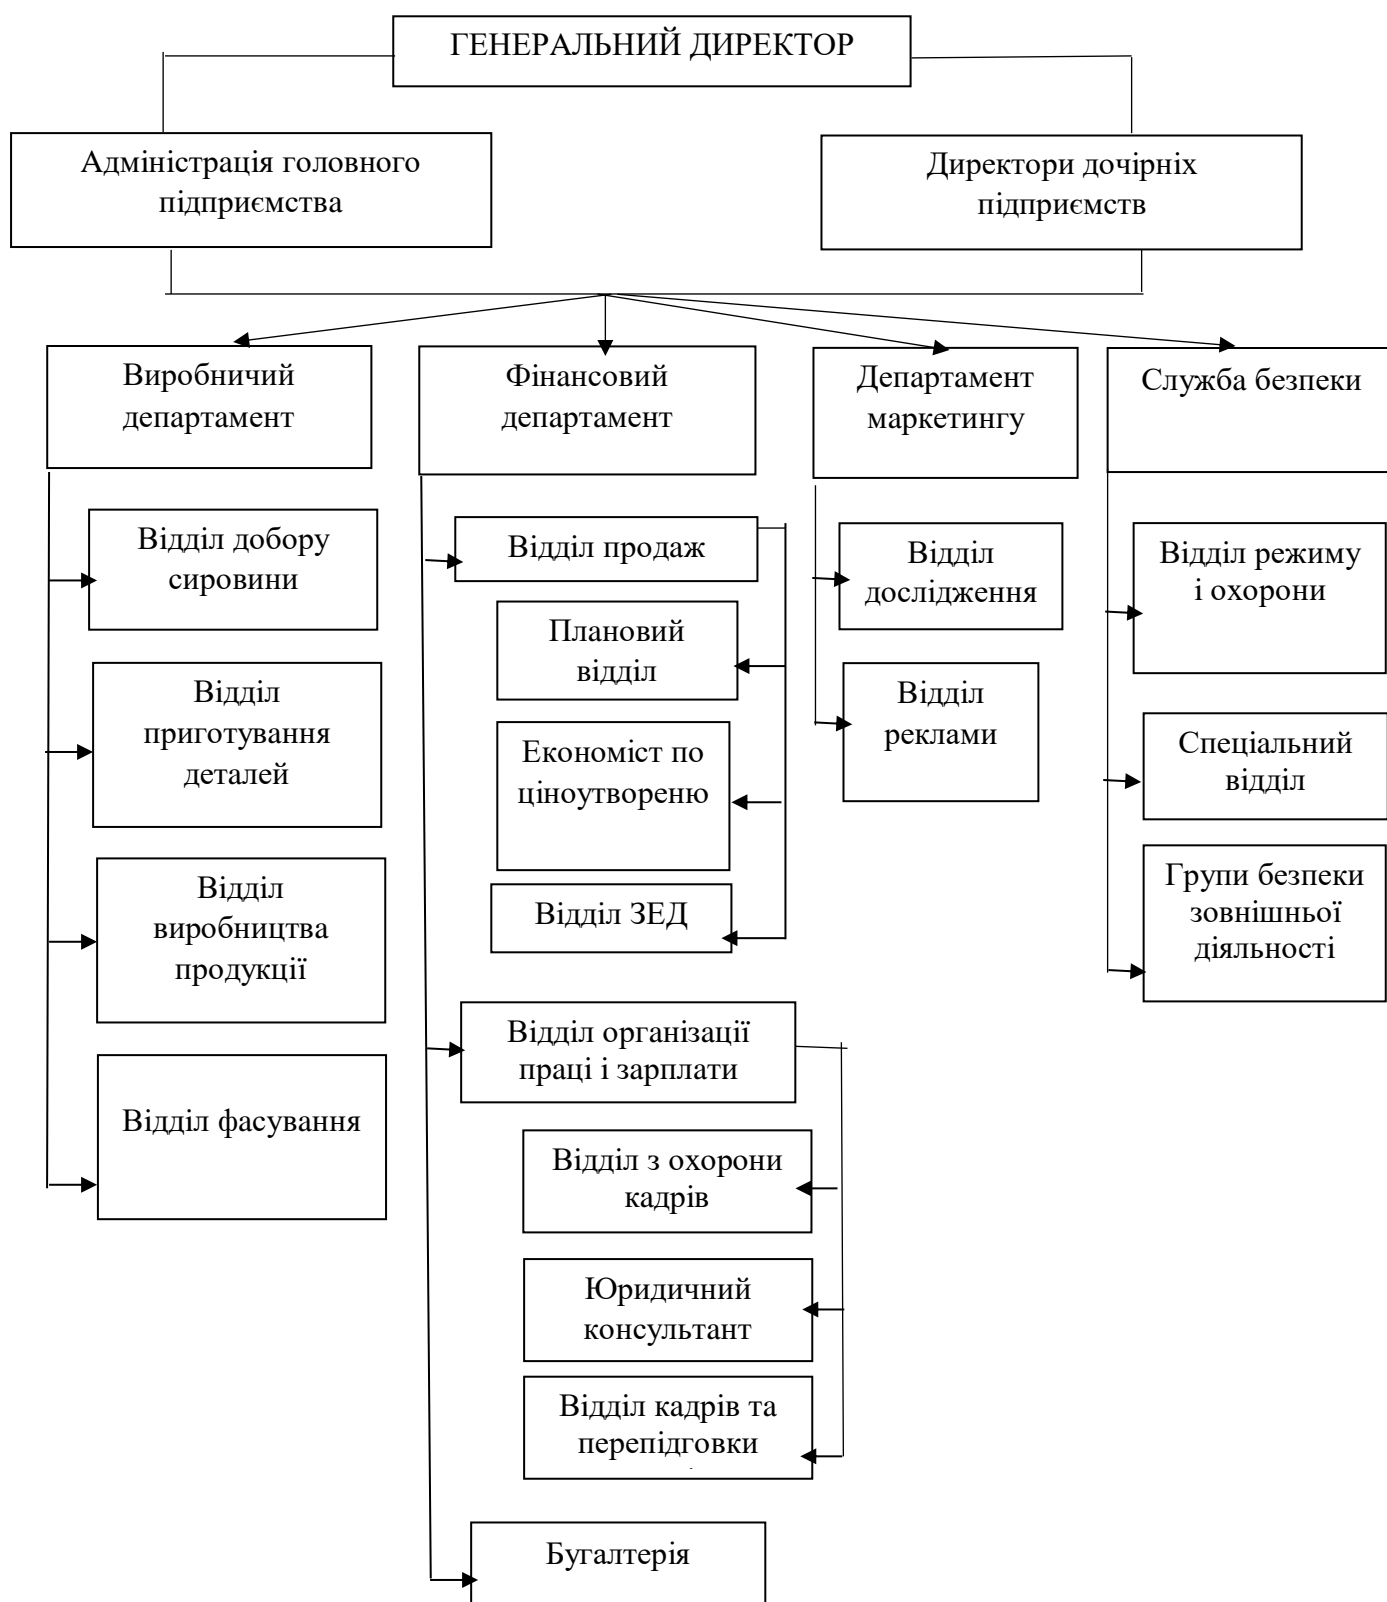 ГЕНЕРАЛЬНИЙ ДИРЕКТОР
Адміністрація головного
підприємства
Директори дочірніх
підприємств
Виробничий
департамент
Фінансовий
департамент
Департамент
маркетингу
Служба безпеки
Відділ добору
сировини
Відділ
приготування
деталей
Відділ
виробництва
продукції
Відділ фасування
Відділ продаж
Плановий
відділ
Економіст по
ціноутвореню
Відділ ЗЕД
Відділ організації
праці і зарплати
Відділ з охорони
кадрів
Юридичний
консультант
Відділ кадрів та
перепідговки
Бугалтерія
Відділ
дослідження
Відділ
реклами
Відділ режиму
і охорони
Спеціальний
відділ
Групи безпеки
зовнішньої
діяльності